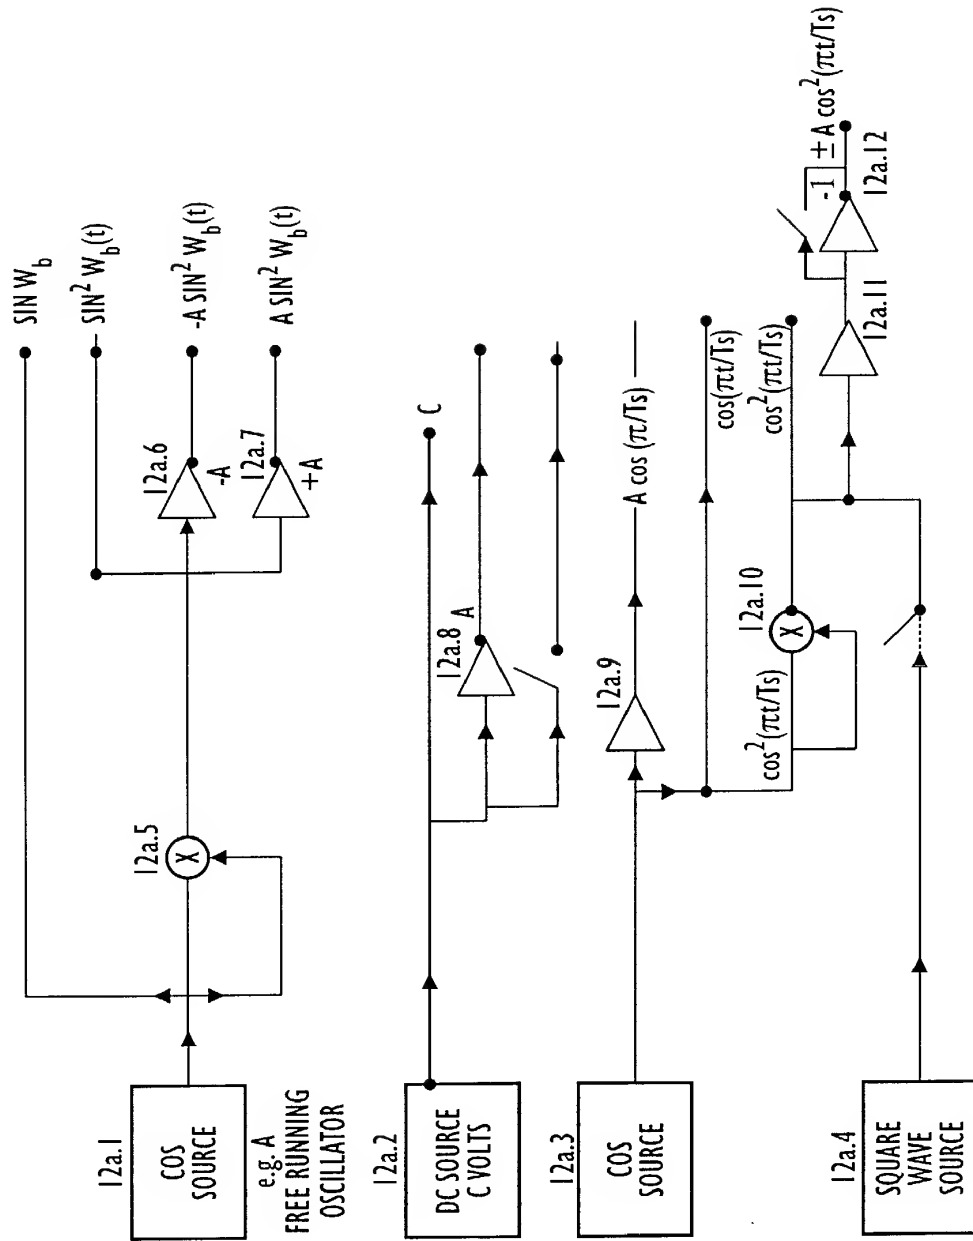 12a.1
COS
SOURCE
e.g. A
FREE RUNNING
OSCILLATOR
12a.5
X
12a.6
-A
12a.7
+A
SIN W_b
SIN² W_b(t)
-A SIN² W_b(t)
A SIN² W_b(t)
12a.2
DC SOURCE
C VOLTS
C
12a.8
A
12a.3
COS
SOURCE
12a.9
A cos (π/Ts)
cos(πt/Ts)
cos²(πt/Ts)
cos²(πt/Ts)
12a.10
X
12a.11
-1
± A cos²(πt/Ts)
12a.12
12a.4
SQUARE
WAVE
SOURCE